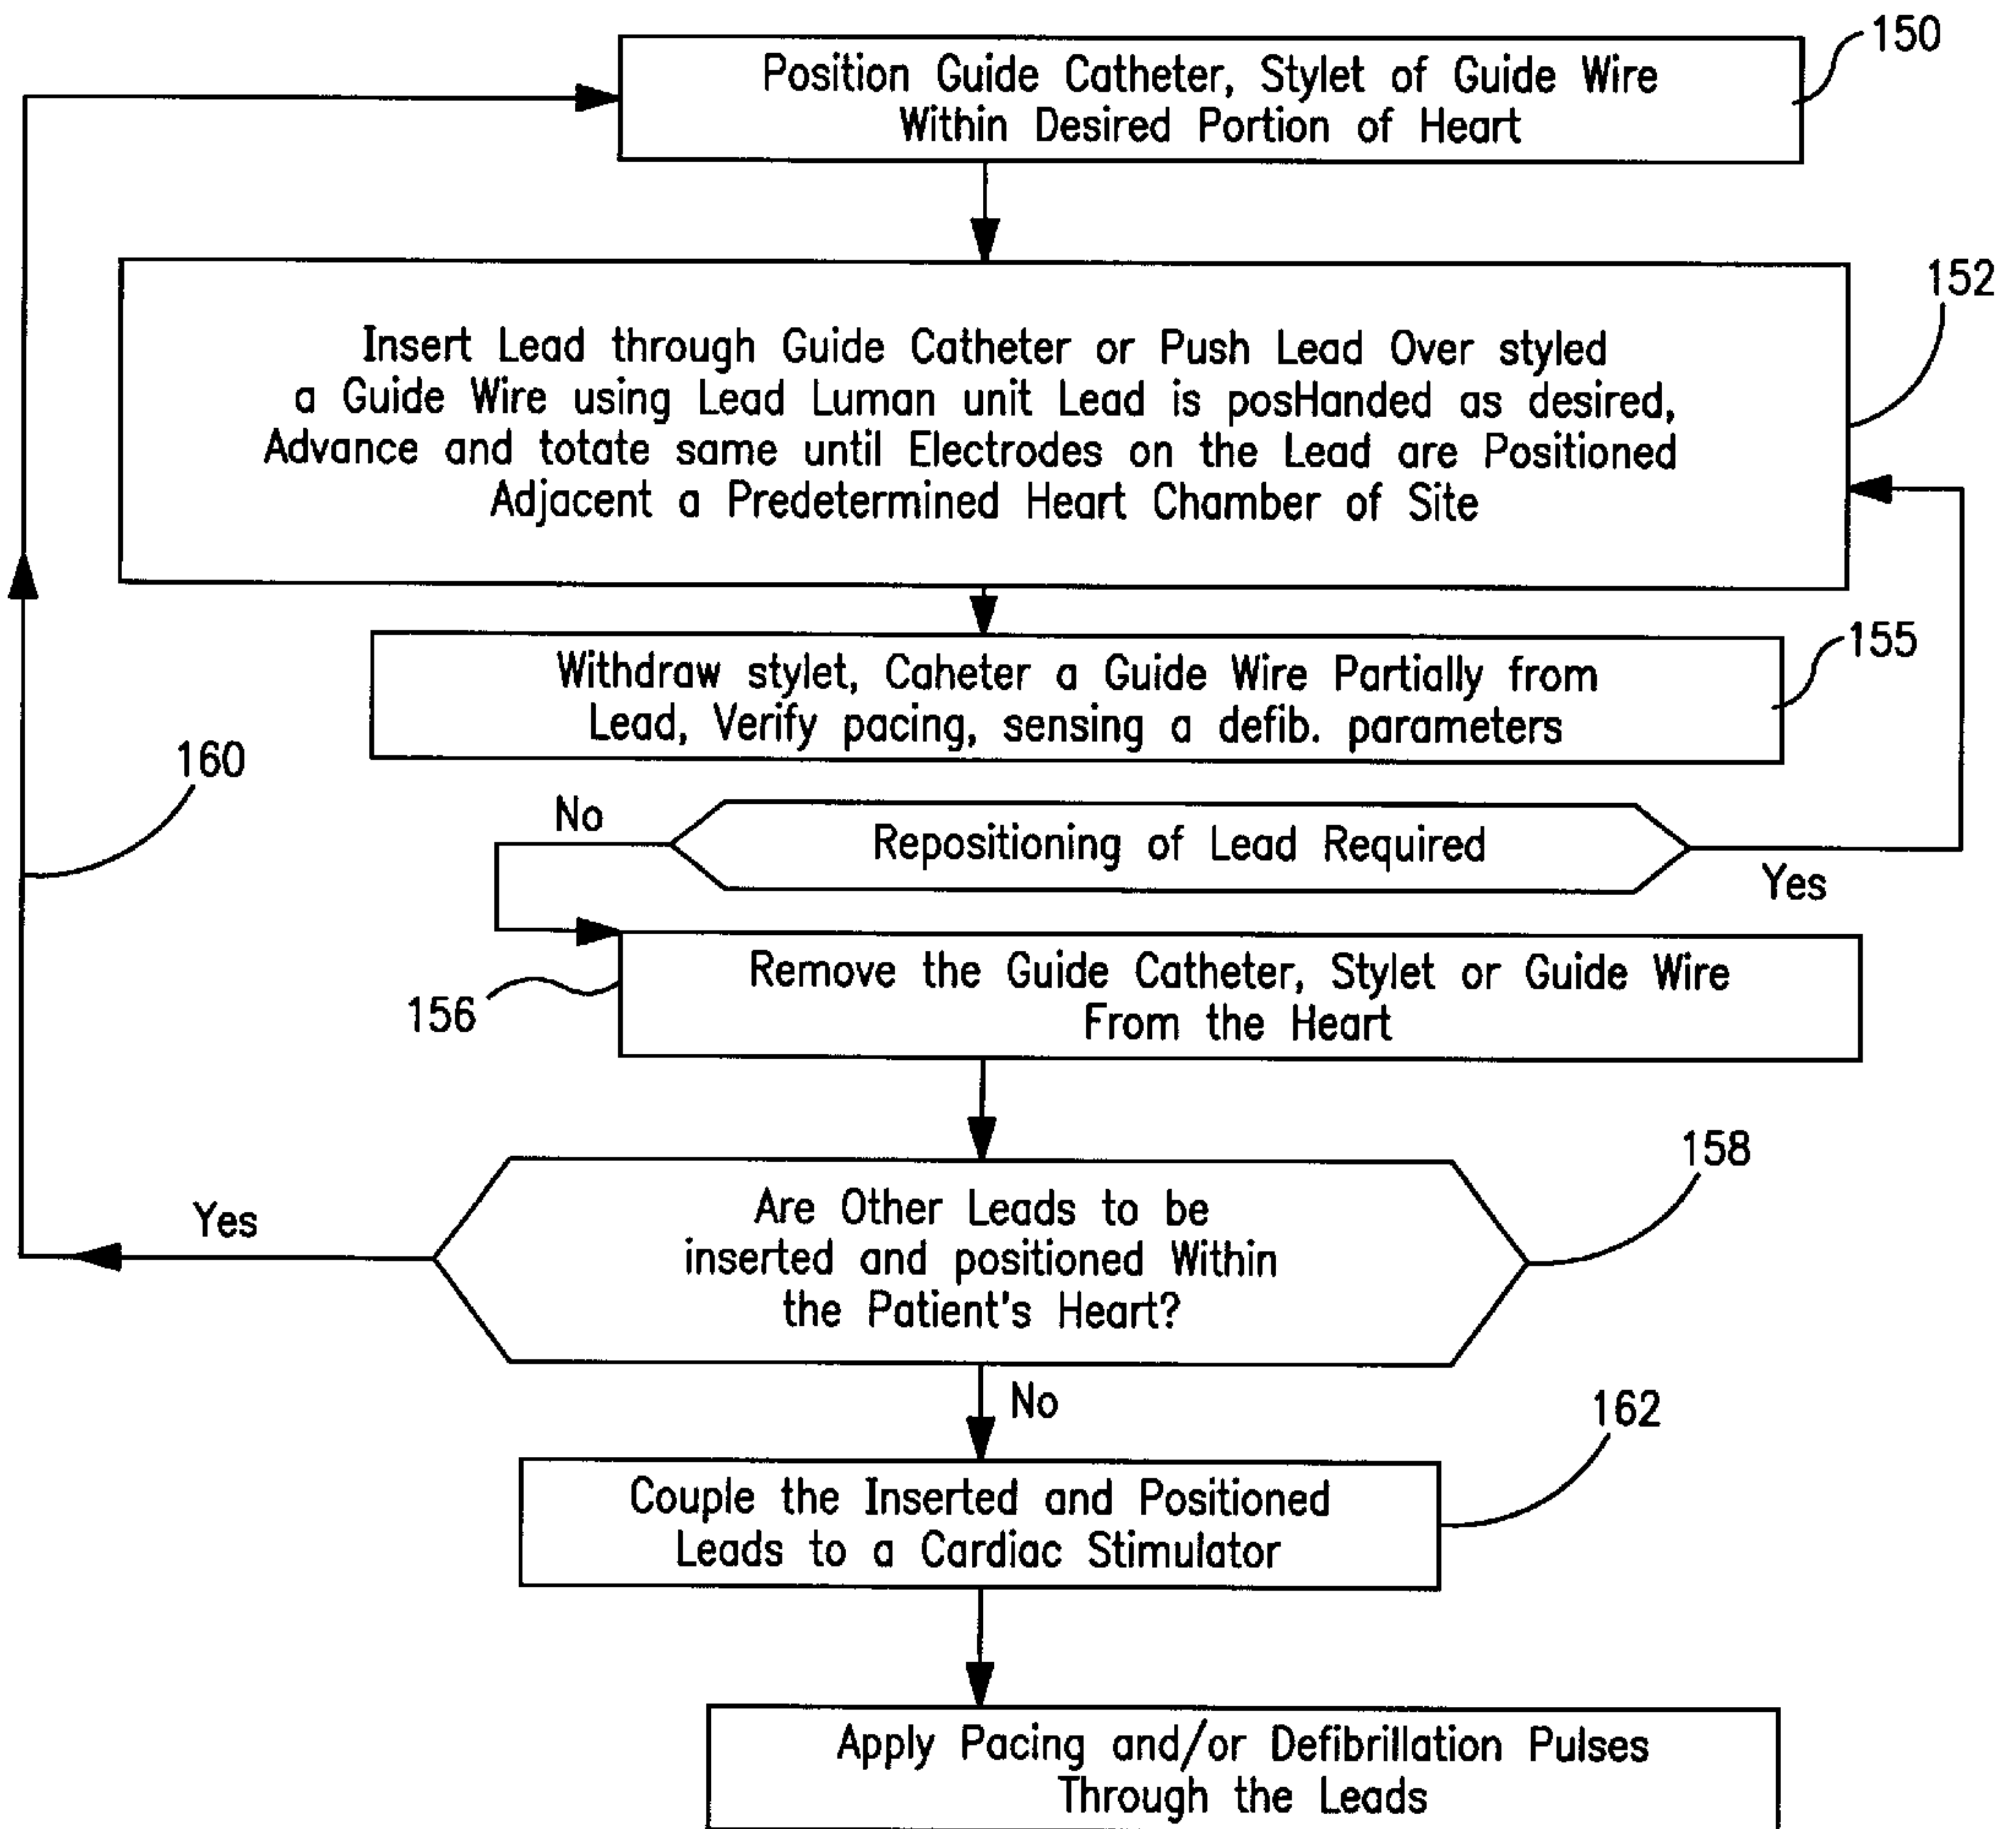 150
Position Guide Catheter, Stylet of Guide Wire
Within Desired Portion of Heart
152
Insert Lead through Guide Catheter or Push Lead Over styled
a Guide Wire using Lead Luman unit Lead is posHanded as desired,
Advance and totate same until Electrodes on the Lead are Positioned
Adjacent a Predetermined Heart Chamber of Site
155
Withdraw stylet, Caheter a Guide Wire Partially from
Lead, Verify pacing, sensing a defib. parameters
160
No
Repositioning of Lead Required
Yes
156
Remove the Guide Catheter, Stylet or Guide Wire
From the Heart
158
Yes
Are Other Leads to be
inserted and positioned Within
the Patient's Heart?
No
162
Couple the Inserted and Positioned
Leads to a Cardiac Stimulator
Apply Pacing and/or Defibrillation Pulses
Through the Leads